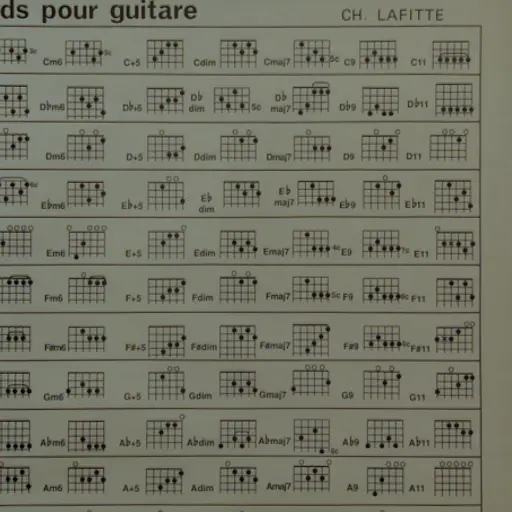 ds pour guitare CH. LAFITTE
Cm6 C+5 Cdim Cmaj7 C9 C11
D♭m6 D♭+5 D♭ dim D♭ maj7 D♭9 D♭11
Dm6 D+5 Ddim Dmaj7 D9 D11
E♭m6 E♭+5 E♭ dim E♭ maj7 E♭9 E♭11
Em6 E+5 Edim Emaj7 E9 E11
Fm6 F+5 Fdim Fmaj7 F9 F11
F#m6 F#+5 F#dim F#maj7 F#9 F#11
Gm6 G+5 Gdim Gmaj7 G9 G11
A♭m6 A♭+5 A♭dim A♭maj7 A♭9 A♭11
Am6 A+5 Adim Amaj7 A9 A11